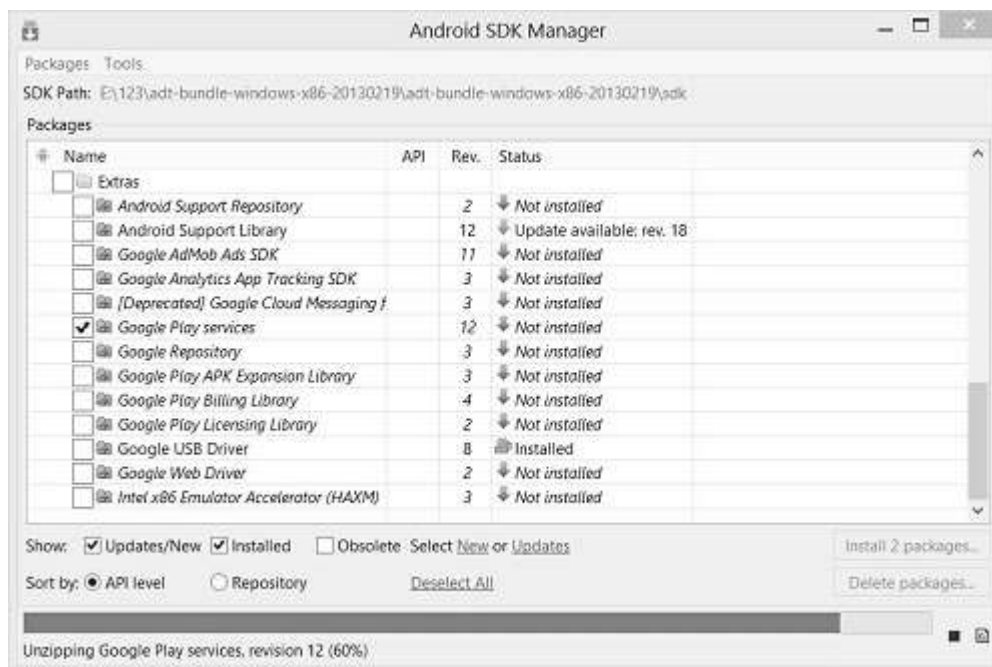 Android SDK Manager
Packages Tools
SDK Path: E:\123\adt-bundle-windows-x86-20130219\adt-bundle-windows-x86-20130219\sdk
Packages
Name API Rev. Status
Extras
Android Support Repository 2 Not installed
Android Support Library 12 Update available: rev. 18
Google AdMob Ads SDK 11 Not installed
Google Analytics App Tracking SDK 3 Not installed
[Deprecated] Google Cloud Messaging f 3 Not installed
Google Play services 12 Not installed
Google Repository 3 Not installed
Google Play APK Expansion Library 3 Not installed
Google Play Billing Library 4 Not installed
Google Play Licensing Library 2 Not installed
Google USB Driver 8 Installed
Google Web Driver 2 Not installed
Intel x86 Emulator Accelerator (HAXM) 3 Not installed
Show: Updates/New Installed Obsolete Select New or Updates Install 2 packages...
Sort by: API level Repository Deselect All Delete packages...
Unzipping Google Play services, revision 12 (60%)